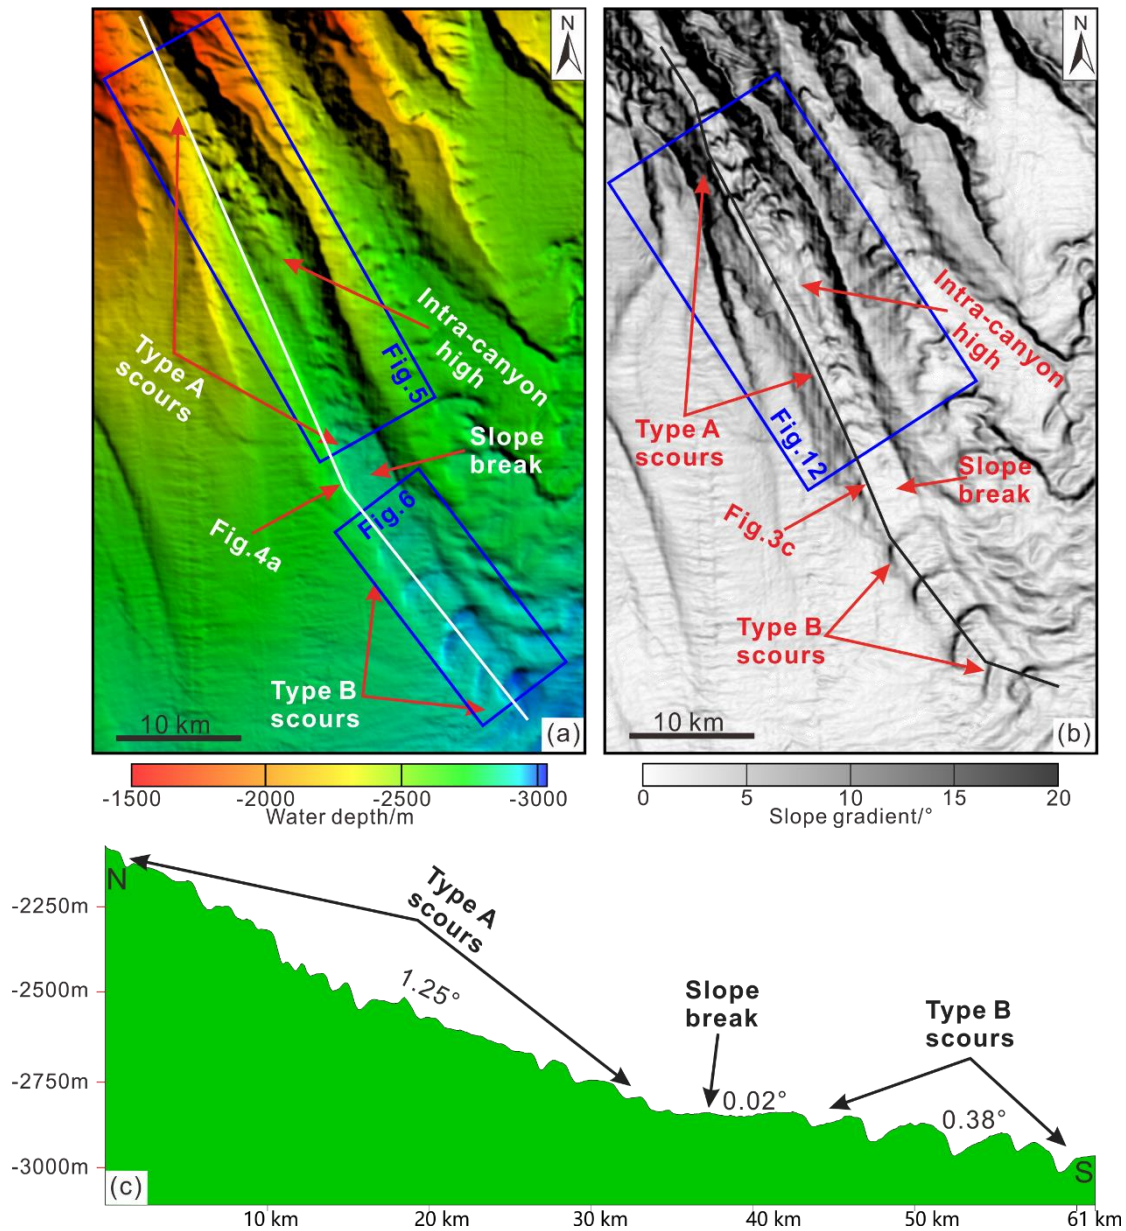 N
Type A
scours
Intra-canyon
high
Fig.5
Slope
break
Fig.6
Fig.4a
Type B
scours
10 km
(a)
-1500
-2000
-2500
-3000
Water depth/m
N
Intra-canyon
high
Type A
scours
Fig.12
Slope
break
Fig.3c
Type B
scours
10 km
(b)
0
5
10
15
20
Slope gradient/°
N
Type A
scours
-2250m
-2500m
1.25°
Slope
break
Type B
scours
-2750m
0.02°
0.38°
-3000m
(c)
S
10 km
20 km
30 km
40 km
50 km
61 km